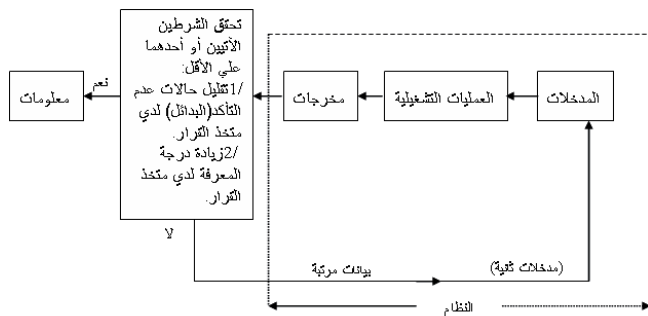 المدخلات
العمليات التشغيلية
مخرجات
تحقق الشرطين
الآتيين أو أحدهما
علي الأقل:
1/تقليل حالات عدم
التأكد(البدائل) لدي
متخذ القرار.
2/زيادة درجة
المعرفة لدي متخذ
القرار.
نعم
معلومات
لا
بيانات مرتبة
(مدخلات ثانية)
النظام